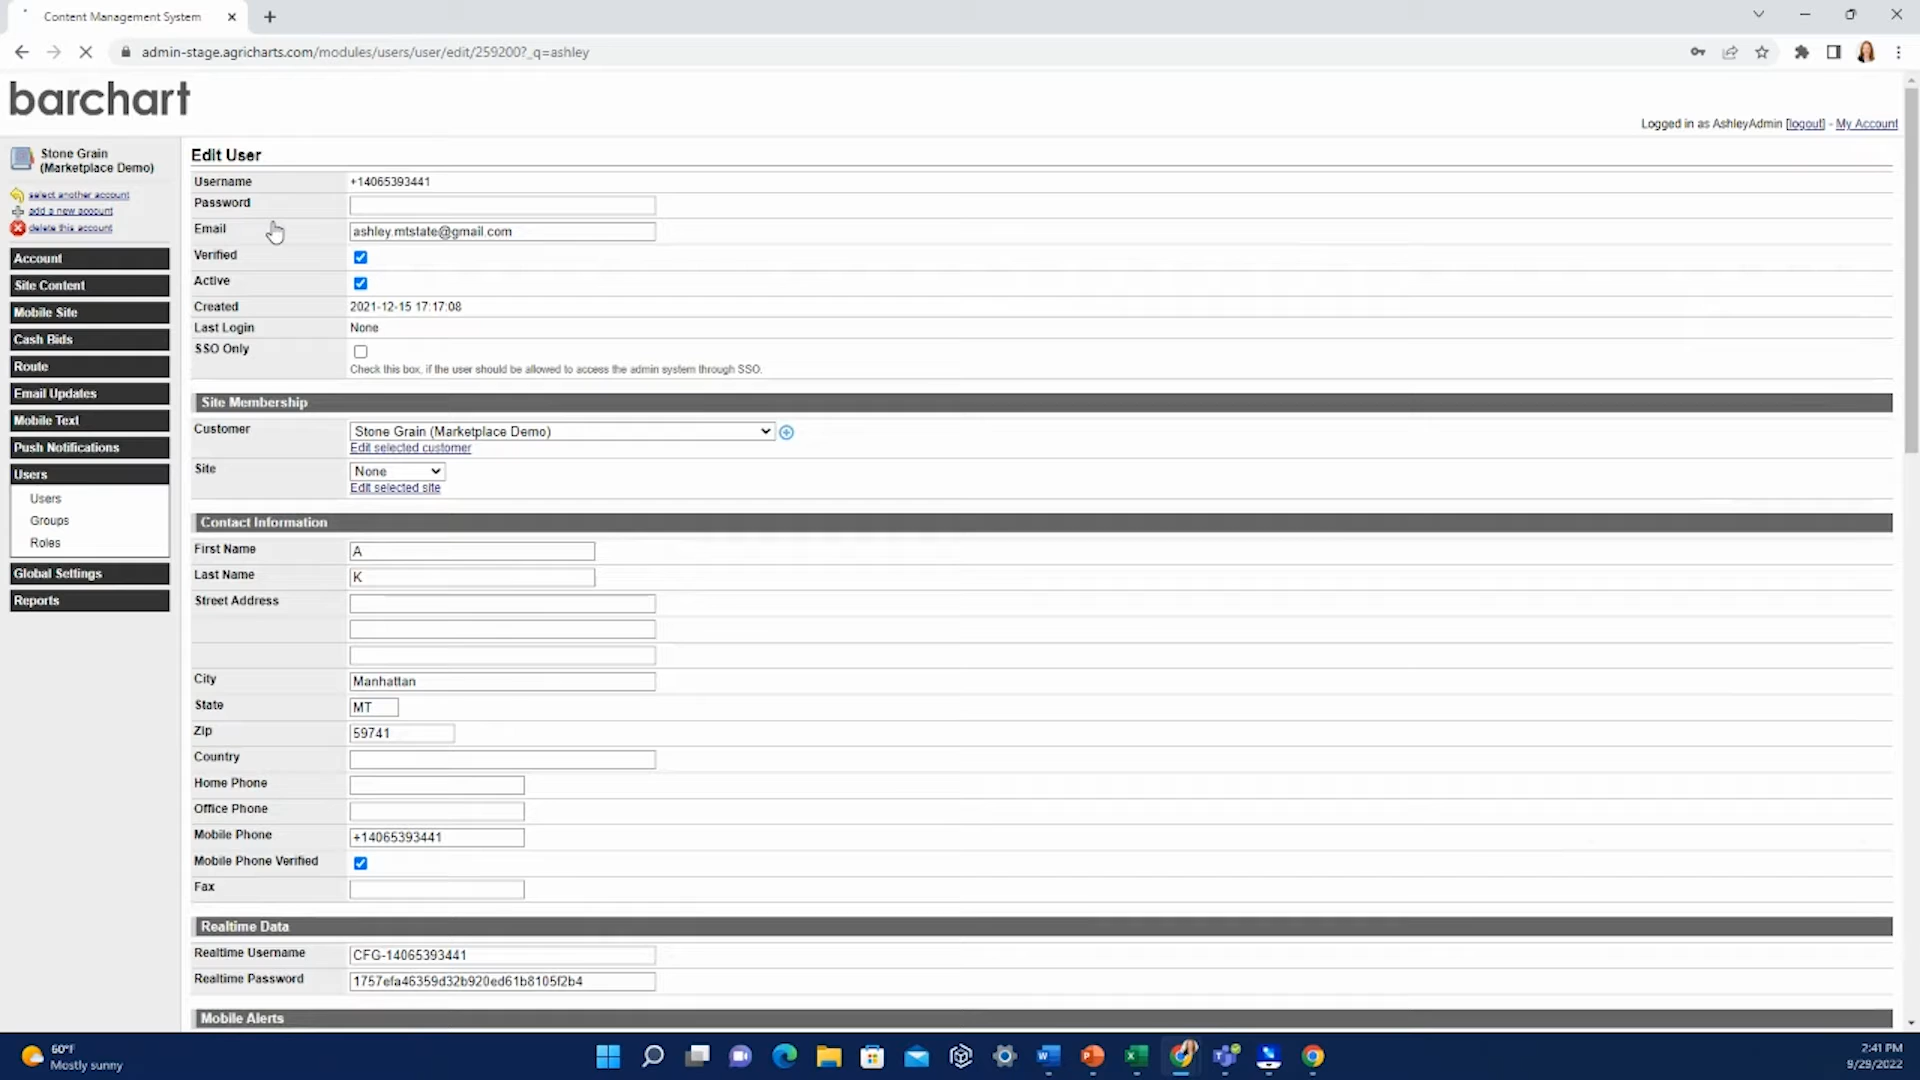 Content Management System
admin-stage.agricharts.com/modules/users/user/edit/259200?_q=ashley
barchart
Logged in as AshleyAdmin [logout] - My Account
Stone Grain
(Marketplace Demo)
select another account
add a new account
delete this account
Account
Site Content
Mobile Site
Cash Bids
Route
Email Updates
Mobile Text
Push Notifications
Users
Users
Groups
Roles
Global Settings
Reports
Edit User
Username +14065393441
Password
Email ashley.mtstate@gmail.com
Verified
Active
Created 2021-12-15 17:17:08
Last Login None
SSO Only
Check this box, if the user should be allowed to access the admin system through SSO.
Site Membership
Customer Stone Grain (Marketplace Demo)
Edit selected customer
Site None
Edit selected site
Contact Information
First Name A
Last Name K
Street Address
City Manhattan
State MT
Zip 59741
Country
Home Phone
Office Phone
Mobile Phone +14065393441
Mobile Phone Verified
Fax
Realtime Data
Realtime Username CFG-14065393441
Realtime Password 1757efa46359d32b920ed61b8105f2b4
Mobile Alerts
60°F
Mostly sunny
2:41 PM
9/29/2022